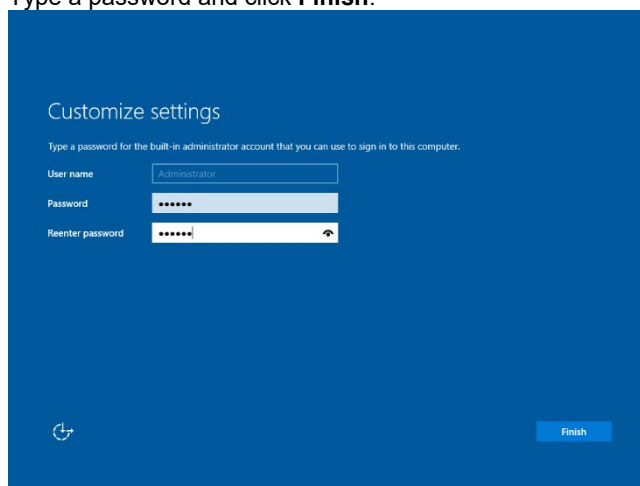 Type a password and click Finish.
Customize settings
Type a password for the built-in administrator account that you can use to sign in to this computer.
User name Administrator
Password ••••••
Reenter password ••••••
Finish